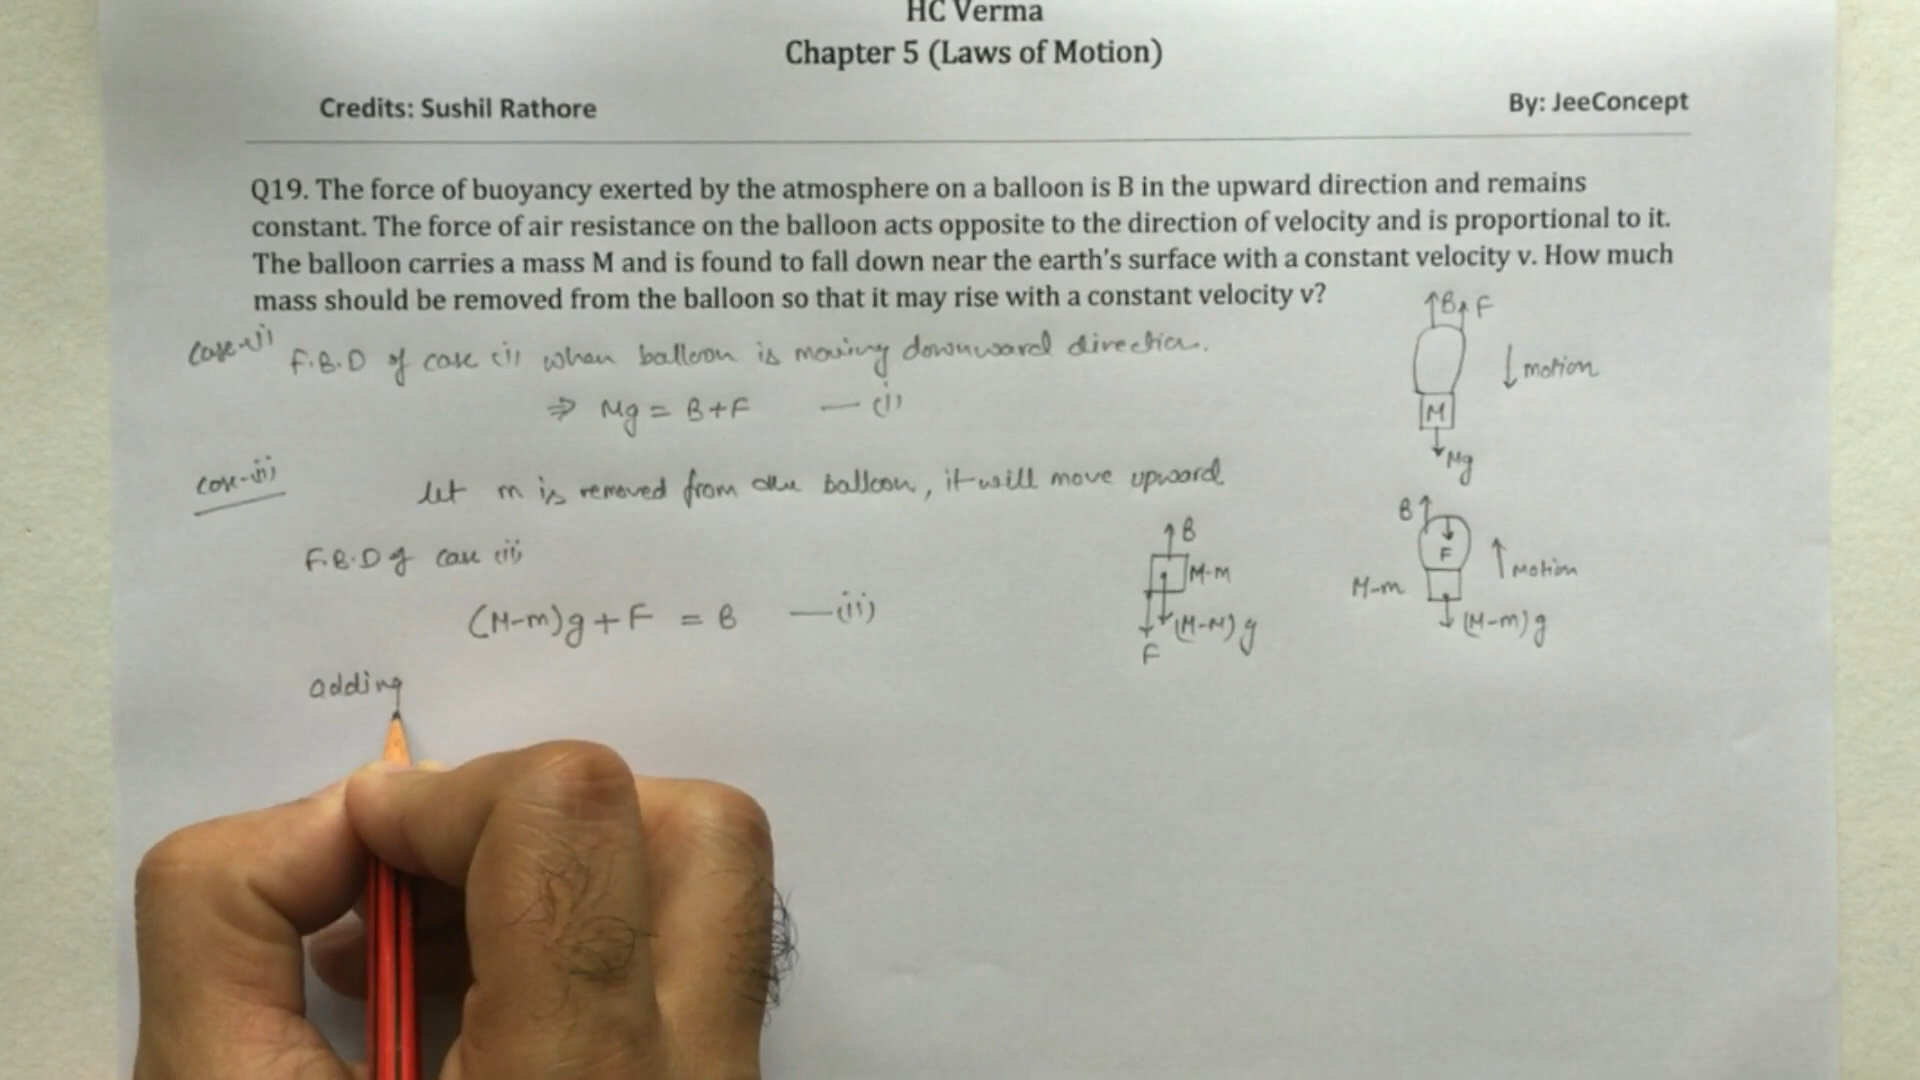 HC Verma
Chapter 5 (Laws of Motion)
Credits: Sushil Rathore
By: JeeConcept
Q19. The force of buoyancy exerted by the atmosphere on a balloon is B in the upward direction and remains
constant. The force of air resistance on the balloon acts opposite to the direction of velocity and is proportional to it.
The balloon carries a mass M and is found to fall down near the earth's surface with a constant velocity v. How much
mass should be removed from the balloon so that it may rise with a constant velocity v?
↑B↑ F
case-(i)
F.B.D of case (i) when balloon is moving downward direction.
↓ motion
⇒ Mg = B+F — (i)
M
Mg
case-(ii)
let m is removed from the balloon, it will move upward
B↑
F
↑ Motion
M-m
(M-m)g
↑B
M-m
(M-M)g
F
F.B.D of case (ii)
(M-m)g + F = B —(ii)
adding